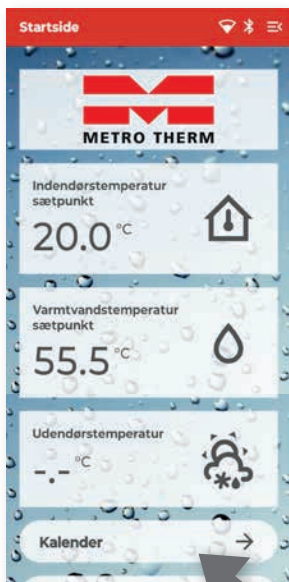 Startside
METRO THERM
Indendørstemperatur
sætpunkt
20.0 °C
Varmtvandstemperatur
sætpunkt
55.5 °C
Udendørstemperatur
-.- °C
Kalender